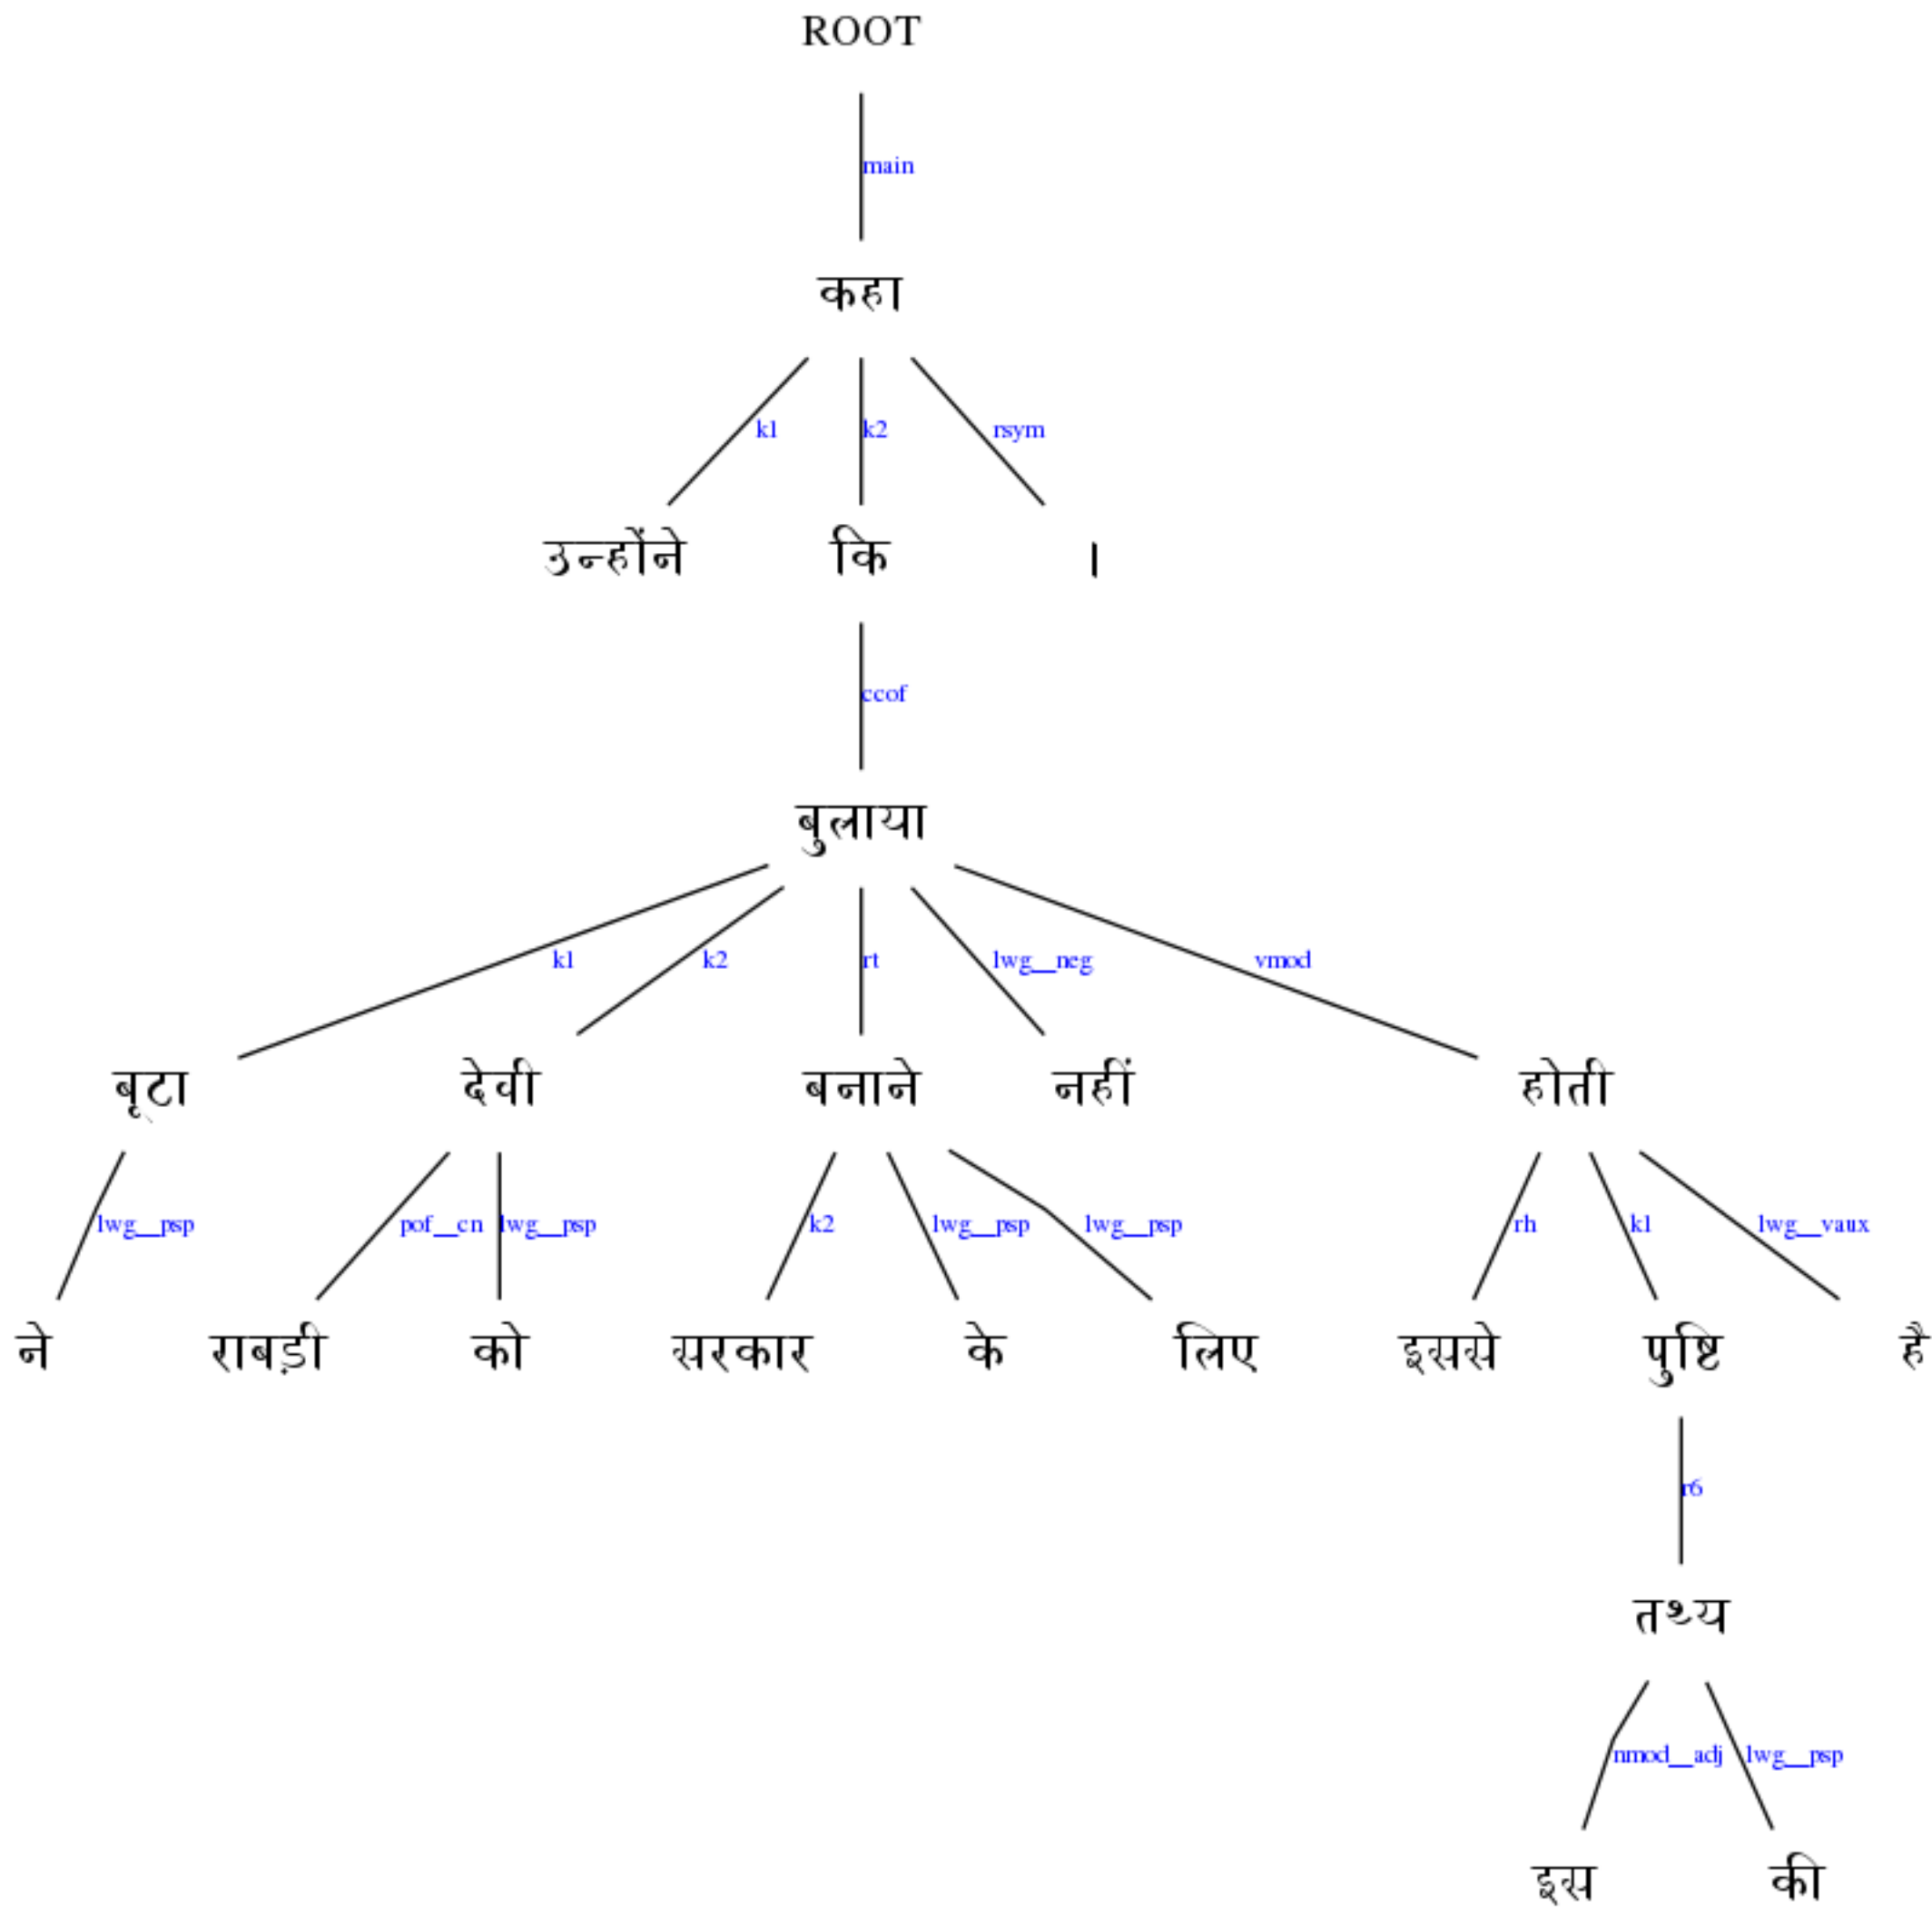 ROOT
main
कहा
k1 k2 rsym
उन्होंने कि ।
ccof
बुलाया
k1 k2 rt lwg__neg vmod
बूटा देवी बनाने नहीं होती
lwg__psp pof__cn lwg__psp k2 lwg__psp lwg__psp rh k1 lwg__vaux
ने राबड़ी को सरकार के लिए इससे पुष्टि है
r6
तथ्य
nmod__adj lwg__psp
इस की